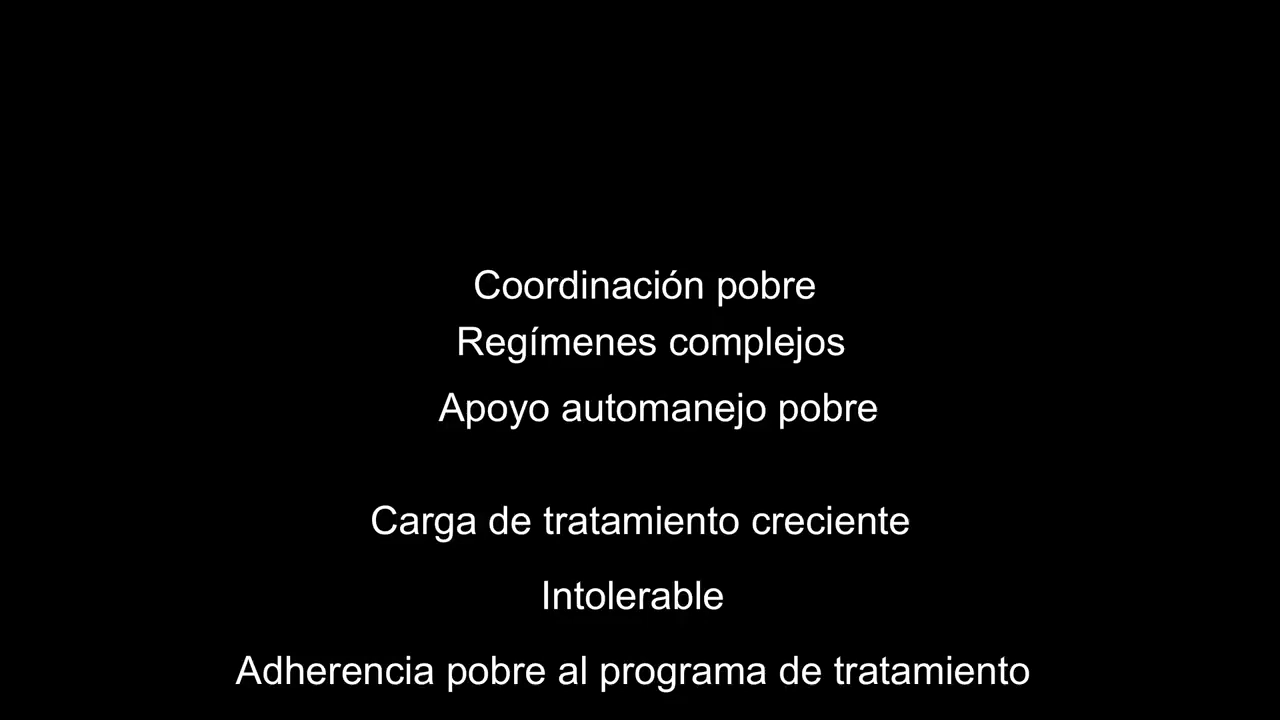 Coordinación pobre
Regímenes complejos
Apoyo automanejo pobre
Carga de tratamiento creciente
Intolerable
Adherencia pobre al programa de tratamiento